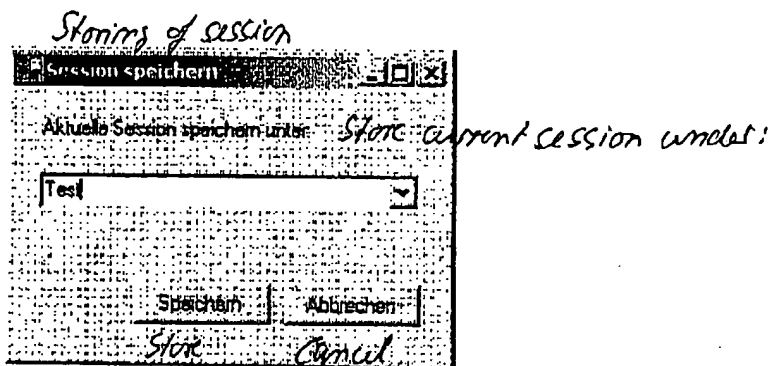 Storing of session
Session speichern
Aktuelle Session speichern unter Store current session under:
Test
Speichern Abbrechen
Store Cancel